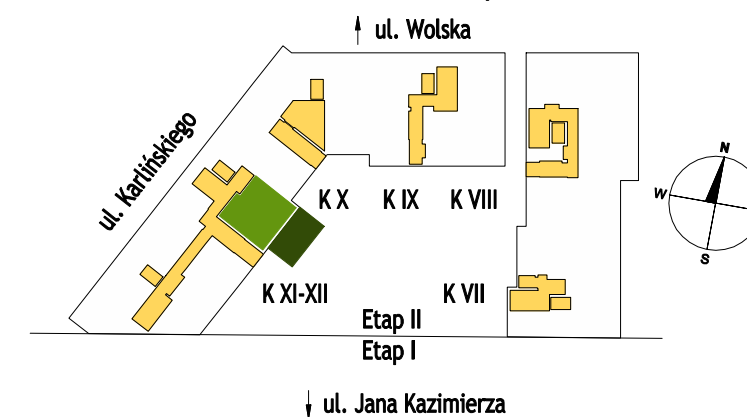 ul. Wolska
ul. Karlińskiego
N
W
S
K X
K IX
K VIII
K XI-XII
K VII
Etap II
Etap I
ul. Jana Kazimierza